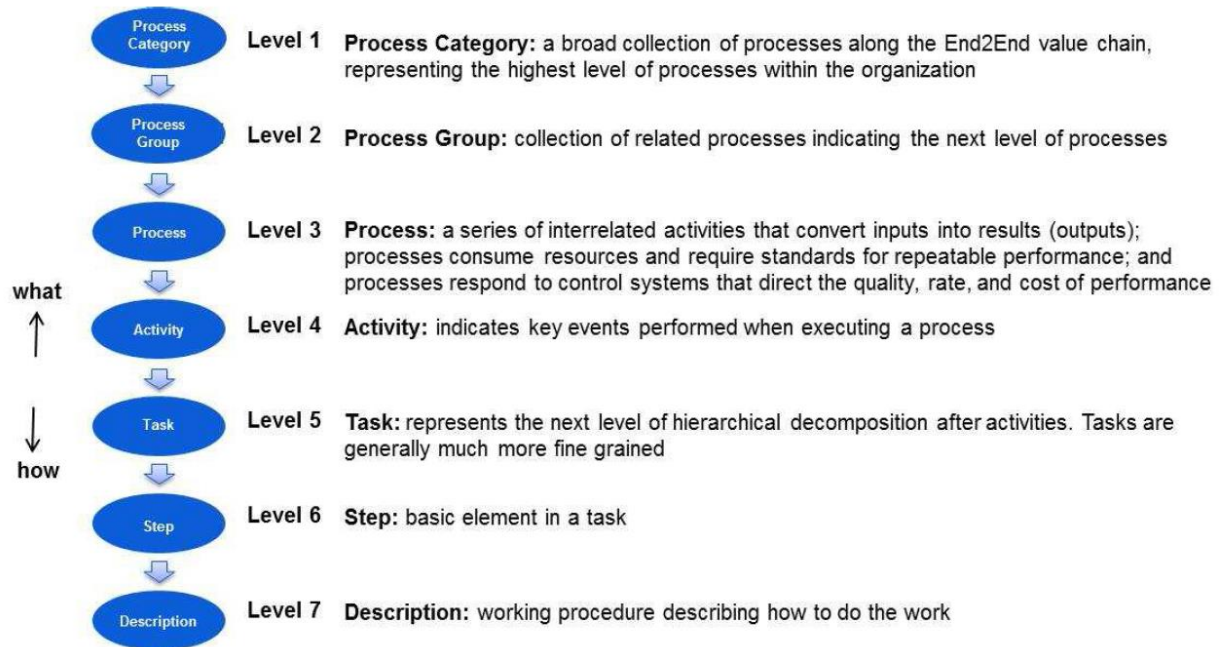 Process
Category
Level 1
Process Category: a broad collection of processes along the End2End value chain,
representing the highest level of processes within the organization
Process
Group
Level 2
Process Group: collection of related processes indicating the next level of processes
Process
Level 3
Process: a series of interrelated activities that convert inputs into results (outputs);
processes consume resources and require standards for repeatable performance; and
processes respond to control systems that direct the quality, rate, and cost of performance
what
Activity
Level 4
Activity: indicates key events performed when executing a process
Task
Level 5
Task: represents the next level of hierarchical decomposition after activities. Tasks are
generally much more fine grained
how
Step
Level 6
Step: basic element in a task
Description
Level 7
Description: working procedure describing how to do the work